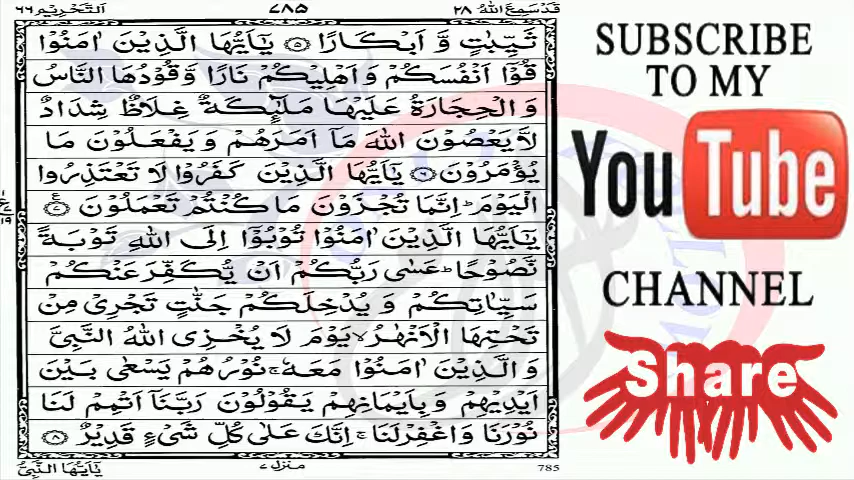 قدسمع الله ٢٨
٧٨٥
التحريم ٦٦
ثَيِّبٰتٍ وَّ اَبْكَارًا ۝٥ يٰۤاَيُّهَا الَّذِيْنَ اٰمَنُوْا
قُوْۤا اَنْفُسَكُمْ وَ اَهْلِيْكُمْ نَارًا وَّقُوْدُهَا النَّاسُ
وَ الْحِجَارَةُ عَلَيْهَا مَلٰٓئِكَةٌ غِلَاظٌ شِدَادٌ
لَّا يَعْصُوْنَ اللّٰهَ مَاۤ اَمَرَهُمْ وَ يَفْعَلُوْنَ مَا
يُؤْمَرُوْنَ ۝٦ يٰۤاَيُّهَا الَّذِيْنَ كَفَرُوْا لَا تَعْتَذِرُوا
الْيَوْمَ ؕ اِنَّمَا تُجْزَوْنَ مَا كُنْتُمْ تَعْمَلُوْنَ ۝٧
يٰۤاَيُّهَا الَّذِيْنَ اٰمَنُوْا تُوْبُوْۤا اِلَى اللّٰهِ تَوْبَةً
نَّصُوْحًا ؕ عَسٰى رَبُّكُمْ اَنْ يُّكَفِّرَ عَنْكُمْ
سَيِّاٰتِكُمْ وَ يُدْخِلَكُمْ جَنّٰتٍ تَجْرِيْ مِنْ
تَحْتِهَا الْاَنْهٰرُ ۙ يَوْمَ لَا يُخْزِى اللّٰهُ النَّبِيَّ
وَ الَّذِيْنَ اٰمَنُوْا مَعَهٗ ۚ نُوْرُهُمْ يَسْعٰى بَيْنَ
اَيْدِيْهِمْ وَ بِاَيْمَانِهِمْ يَقُوْلُوْنَ رَبَّنَاۤ اَتْمِمْ لَنَا
نُوْرَنَا وَ اغْفِرْ لَنَا ۚ اِنَّكَ عَلٰى كُلِّ شَيْءٍ قَدِيْرٌ ۝٨
785
منزل ٧
يٰۤاَيُّهَا النَّبِيُّ
SUBSCRIBE
TO MY
YouTube
CHANNEL
Share